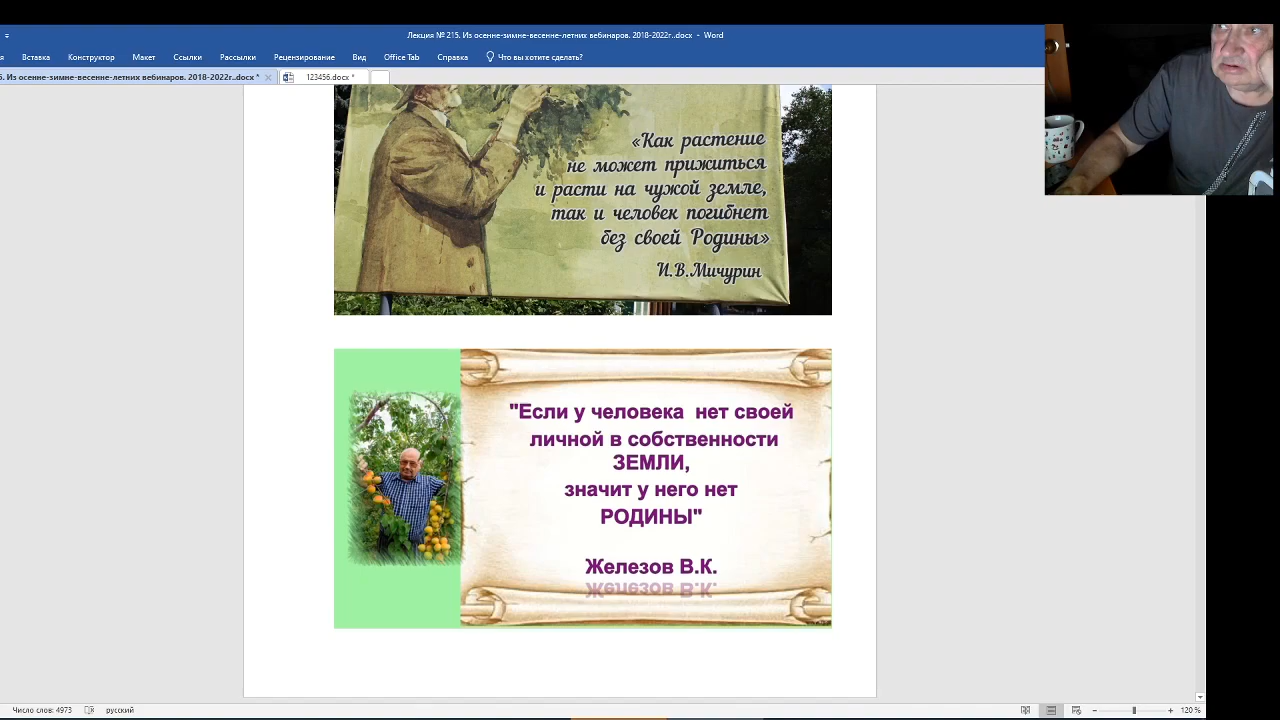 Лекция № 215. Из осенне-зимне-весенне-летних вебинаров. 2018-2022г..docx - Word
я Вставка Конструктор Макет Ссылки Рассылки Рецензирование Вид Office Tab Справка Что вы хотите сделать?
5. Из осенне-зимне-весенне-летних вебинаров. 2018-2022г..docx * 123456.docx *
«Как растение
не может прижиться
и расти на чужой земле,
так и человек погибнет
без своей Родины»
И.В.Мичурин
"Если у человека нет своей
личной в собственности
ЗЕМЛИ,
значит у него нет
РОДИНЫ"
Железов В.К.
Число слов: 4973 русский 120 %